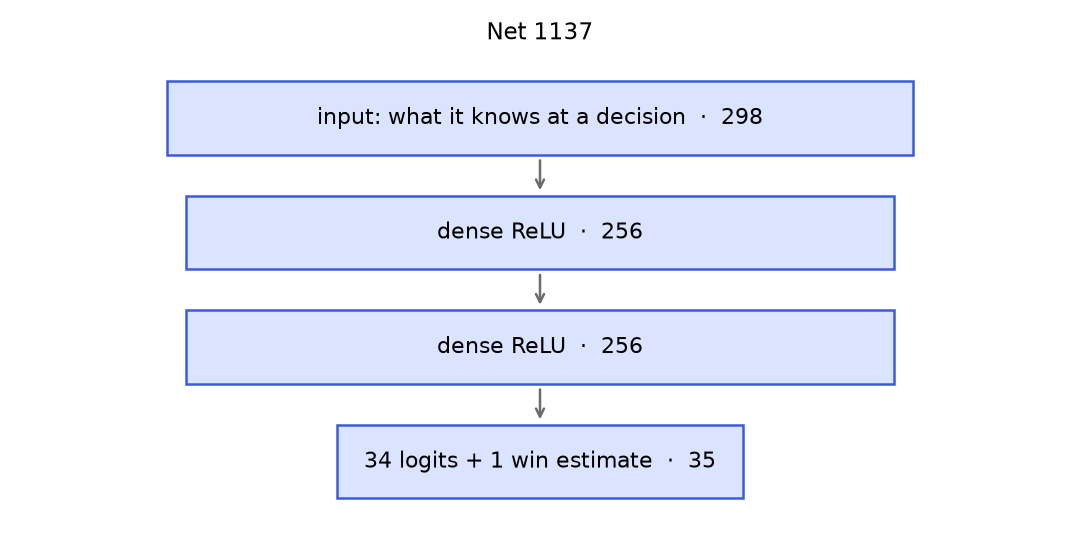 Net 1137
input: what it knows at a decision · 298
dense ReLU · 256
dense ReLU · 256
34 logits + 1 win estimate · 35